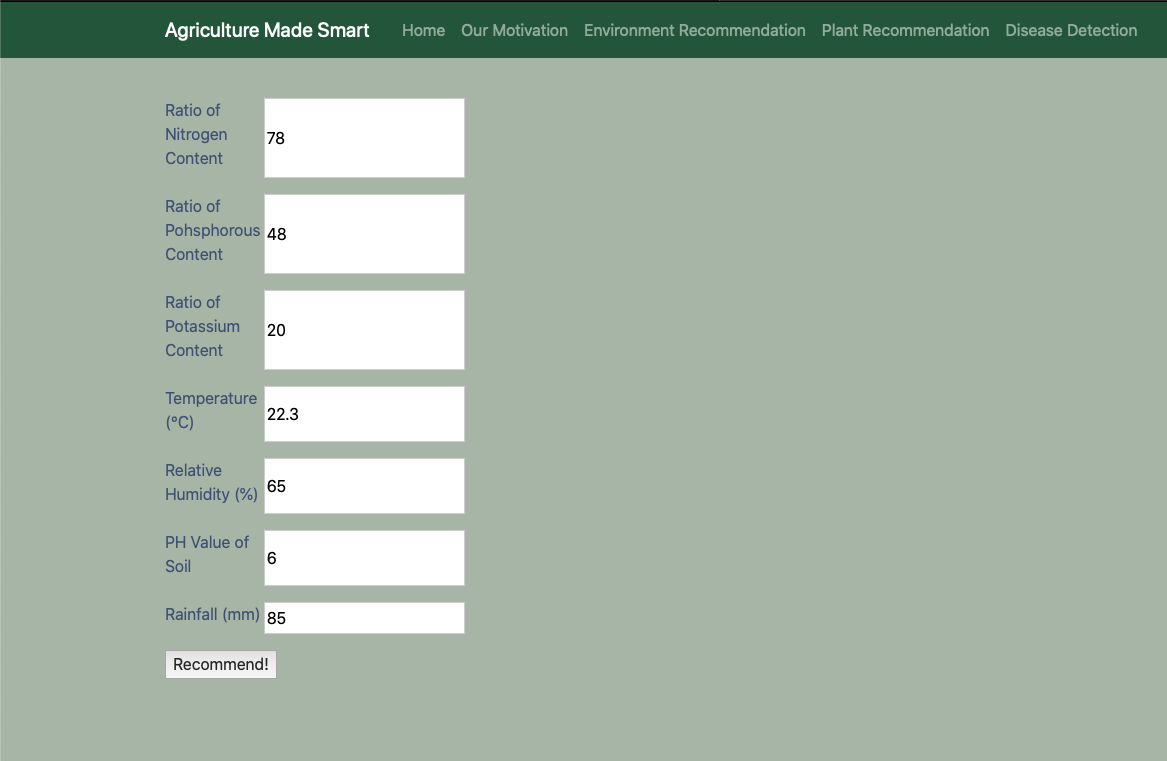 Agriculture Made Smart Home Our Motivation Environment Recommendation Plant Recommendation Disease Detection
Ratio of
Nitrogen
Content
78
Ratio of
Pohsphorous
Content
48
Ratio of
Potassium
Content
20
Temperature
(°C)
22.3
Relative
Humidity (%)
65
PH Value of
Soil
6
Rainfall (mm)
85
Recommend!